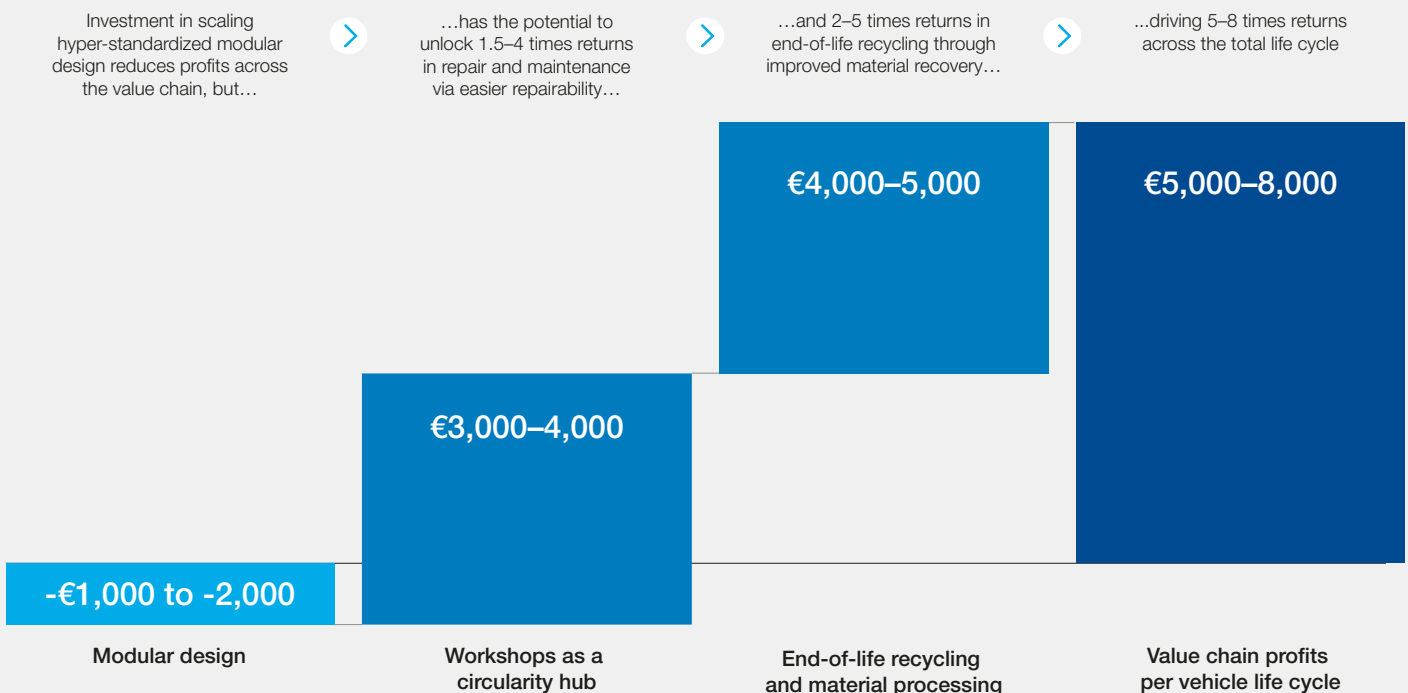 Investment in scaling
hyper-standardized modular
design reduces profits across
the value chain, but…
…has the potential to
unlock 1.5–4 times returns
in repair and maintenance
via easier repairability…
…and 2–5 times returns in
end-of-life recycling through
improved material recovery…
...driving 5–8 times returns
across the total life cycle
€4,000–5,000
€5,000–8,000
€3,000–4,000
-€1,000 to -2,000
Modular design
Workshops as a
circularity hub
End-of-life recycling
and material processing
Value chain profits
per vehicle life cycle